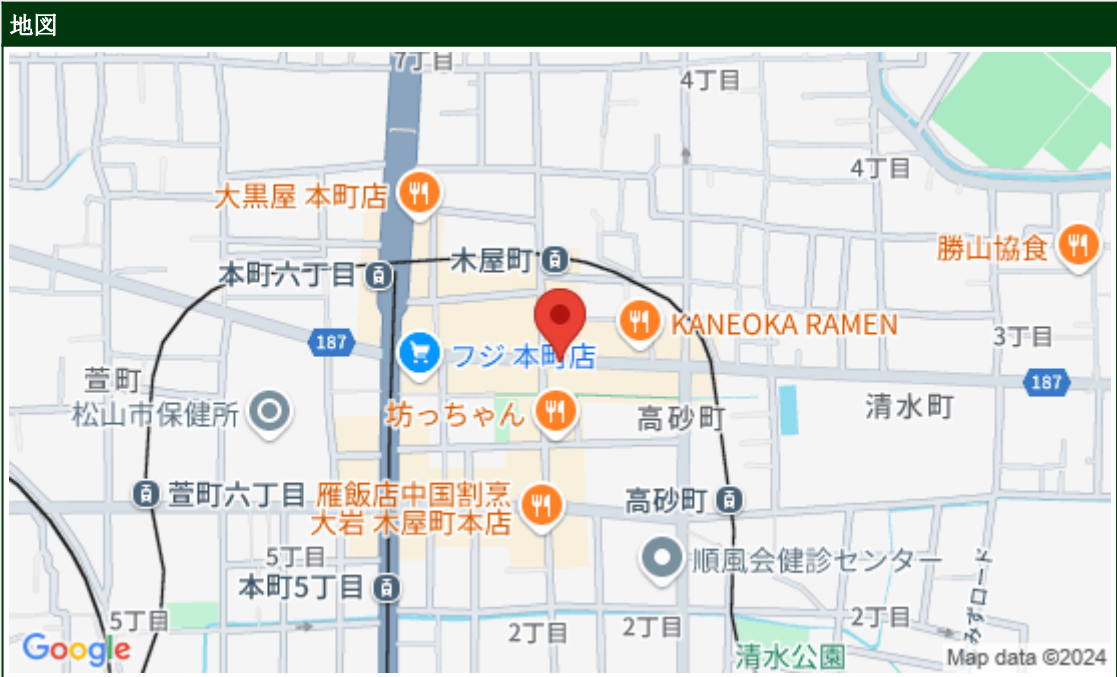 地図
7丁目
4丁目
4丁目
大黒屋 本町店
勝山協食
木屋町
本町六丁目
KANEOKA RAMEN
187
3丁目
フジ 本町店
萱町
187
松山市保健所
坊っちゃん
高砂町
清水町
萱町六丁目
雁飯店中国割烹
大岩 木屋町本店
高砂町
5丁目
順風会健診センター
本町5丁目
みず口ード
5丁目
2丁目
2丁目
2丁目
Google
清水公園
Map data ©2024